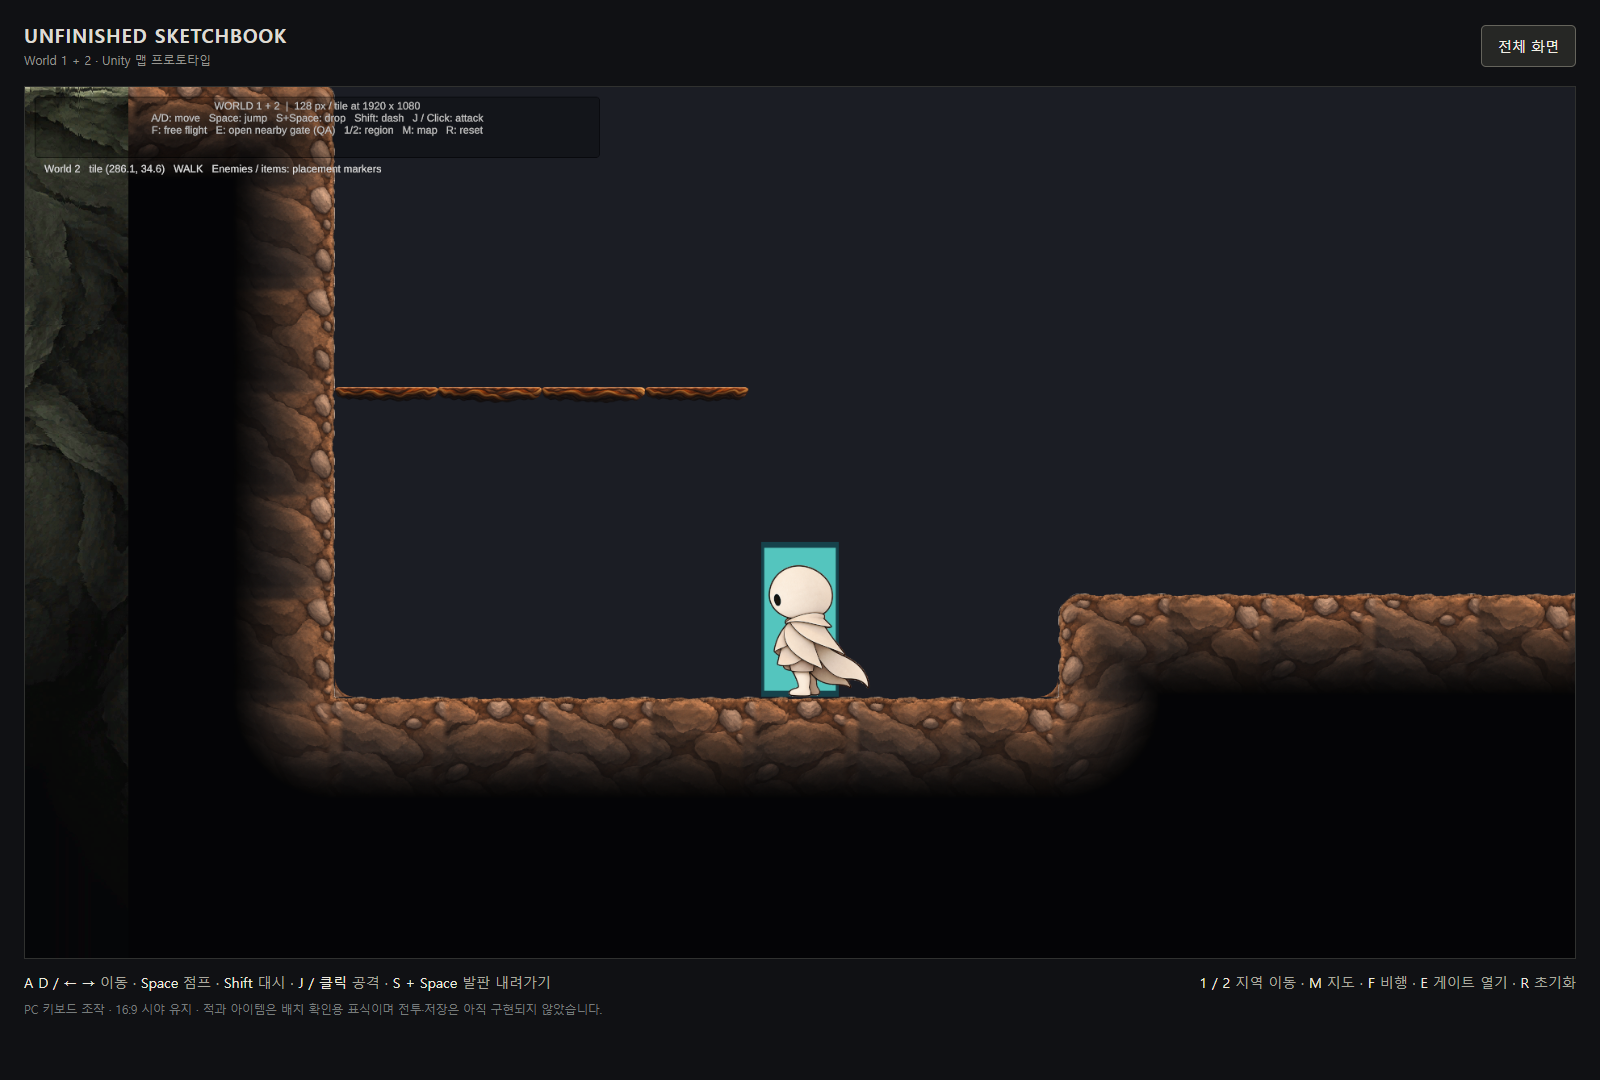 UNFINISHED SKETCHBOOK
World 1 + 2 · Unity 맵 프로토타입
전체 화면
WORLD 1 + 2 | 128 px / tile at 1920 x 1080
A/D: move Space: jump S+Space: drop Shift: dash J / Click: attack
F: free flight E: open nearby gate (QA) 1/2: region M: map R: reset
World 2 tile (286.1, 34.6) WALK Enemies / items: placement markers
A D / ← → 이동 · Space 점프 · Shift 대시 · J / 클릭 공격 · S + Space 발판 내려가기
1 / 2 지역 이동 · M 지도 · F 비행 · E 게이트 열기 · R 초기화
PC 키보드 조작 · 16:9 시야 유지 · 적과 아이템은 배치 확인용 표식이며 전투·저장은 아직 구현되지 않았습니다.